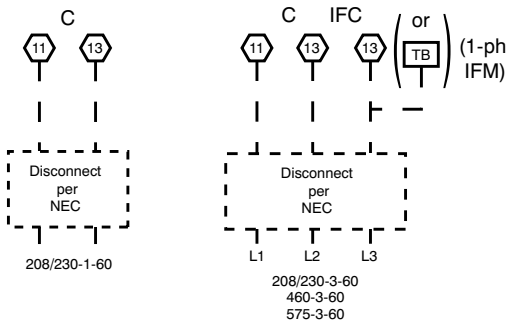 C
11 13
Disconnect
per
NEC
208/230-1-60
C IFC
11 13 13
(or
TB)
(1-ph
IFM)
Disconnect
per
NEC
L1 L2 L3
208/230-3-60
460-3-60
575-3-60